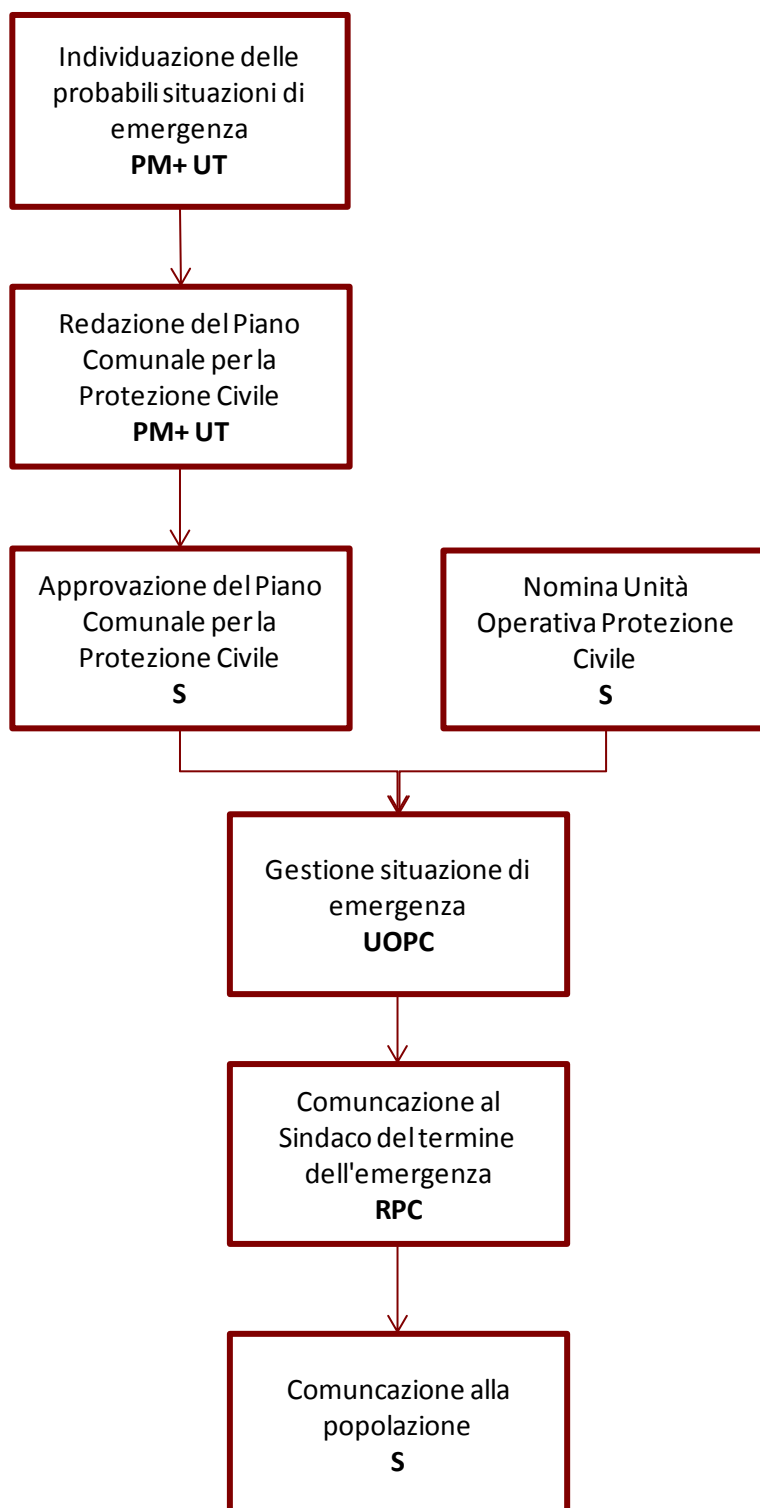 Individuazione delle
probabili situazioni di
emergenza
PM+ UT
Redazione del Piano
Comunale per la
Protezione Civile
PM+ UT
Approvazione del Piano
Comunale per la
Protezione Civile
S
Nomina Unità
Operativa Protezione
Civile
S
Gestione situazione di
emergenza
UOPC
Comuncazione al
Sindaco del termine
dell'emergenza
RPC
Comuncazione alla
popolazione
S